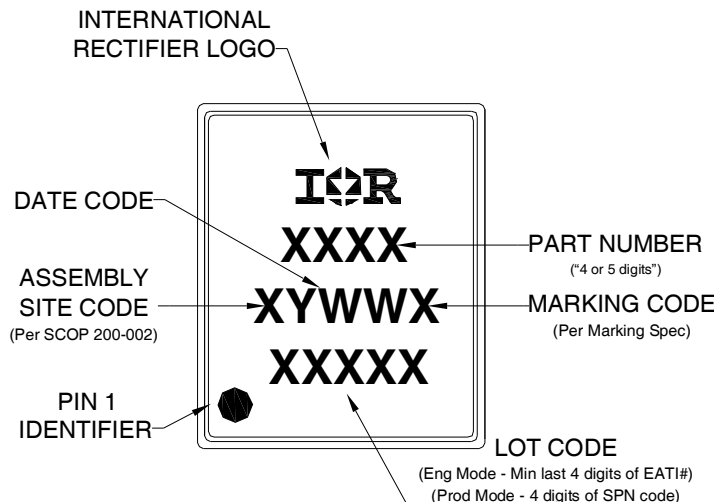 INTERNATIONAL
RECTIFIER LOGO
IOR
DATE CODE
XXXX
PART NUMBER
("4 or 5 digits")
ASSEMBLY
SITE CODE
(Per SCOP 200-002)
XYWWX
MARKING CODE
(Per Marking Spec)
XXXXX
PIN 1
IDENTIFIER
LOT CODE
(Eng Mode - Min last 4 digits of EATI#)
(Prod Mode - 4 digits of SPN code)